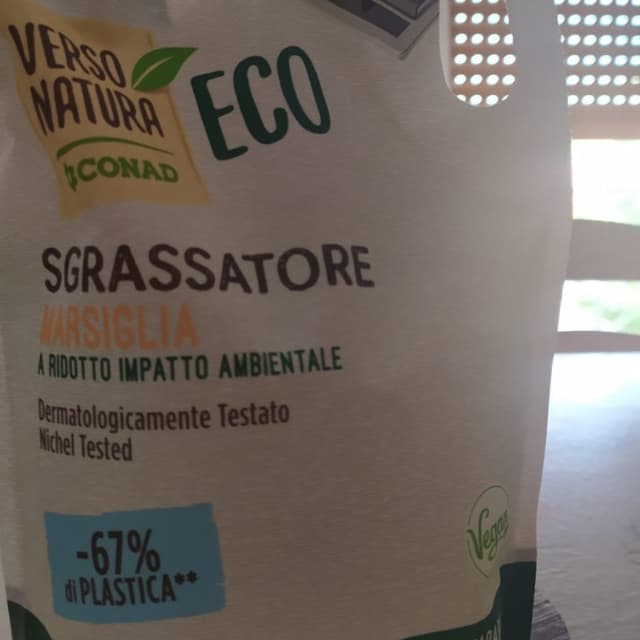 VERSO
NATURA
ECO
CONAD
SGRASSATORE
MARSIGLIA
A RIDOTTO IMPATTO AMBIENTALE
Dermatologicamente Testato
Nichel Tested
-67%
di PLASTICA**
Vegan